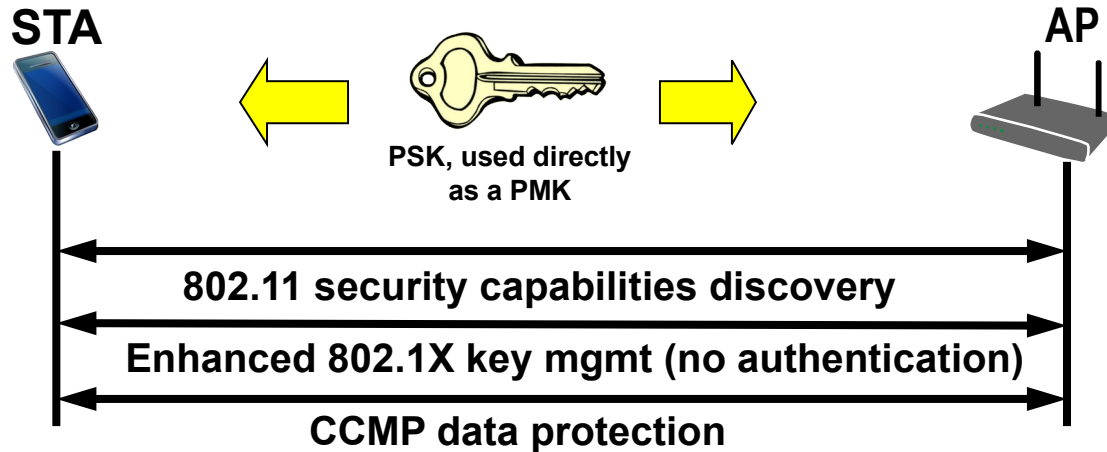 STA
AP
PSK, used directly
as a PMK
802.11 security capabilities discovery
Enhanced 802.1X key mgmt (no authentication)
CCMP data protection